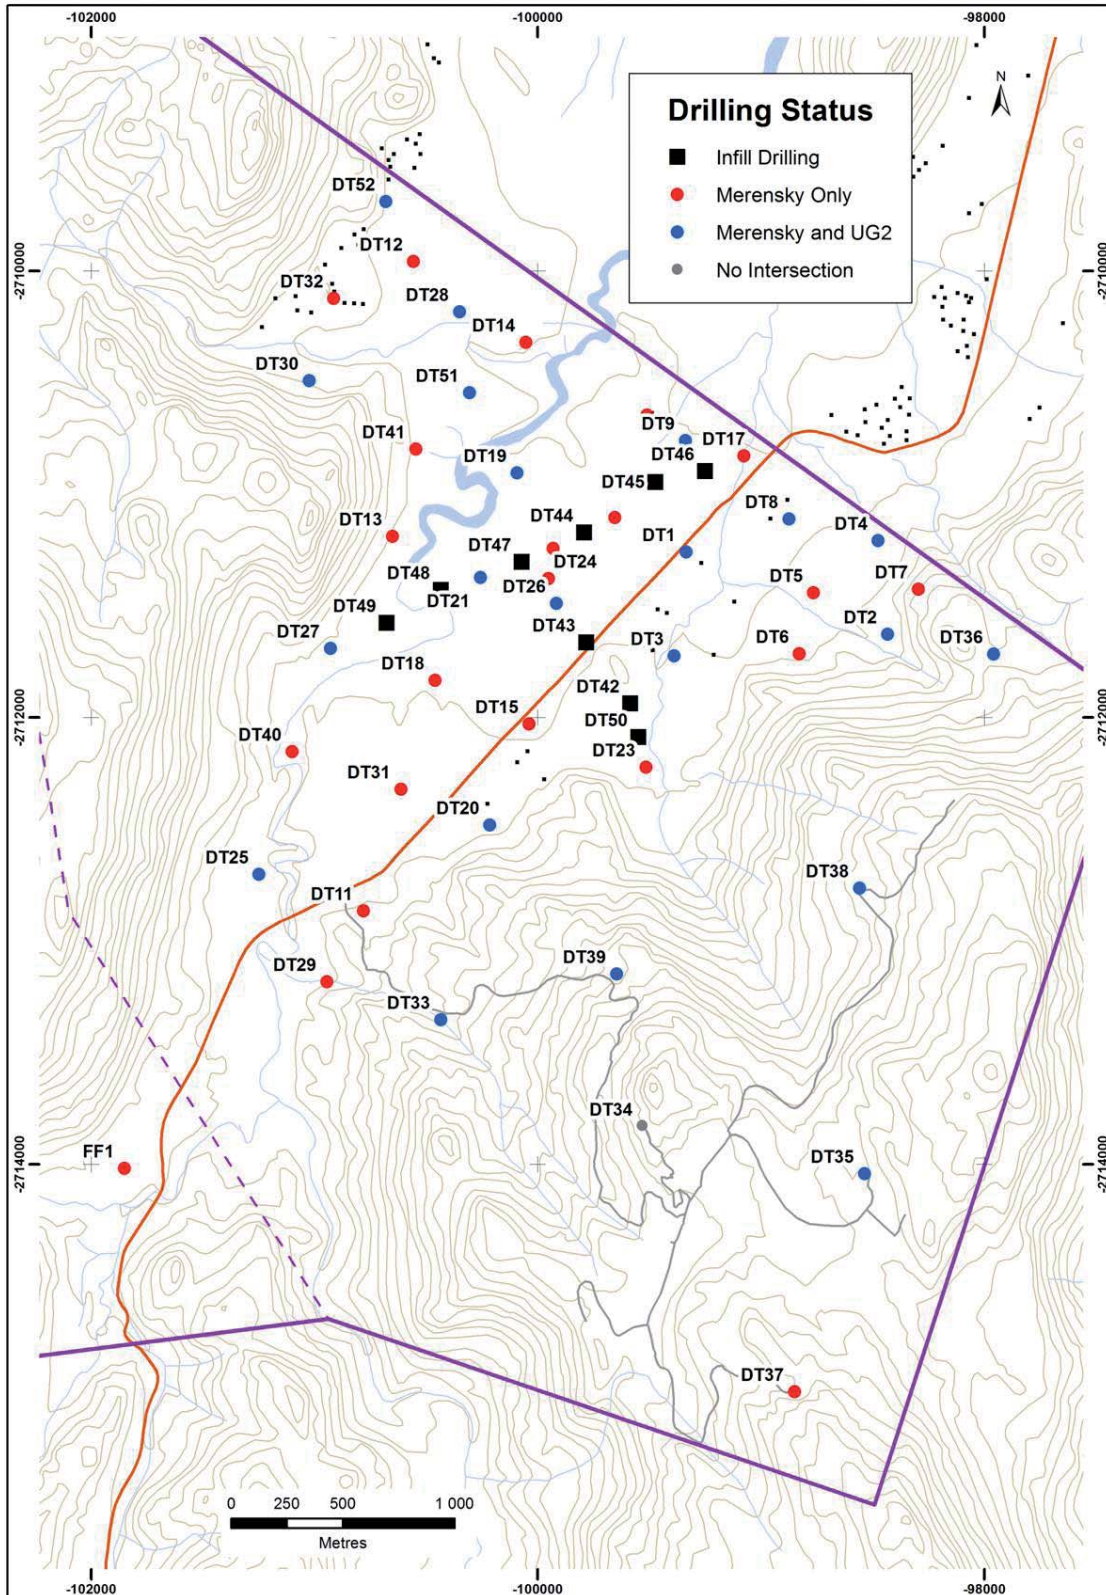 -102000
-100000
-98000
N
Drilling Status
Infill Drilling
Merensky Only
Merensky and UG2
No Intersection
DT52
DT12
-2710000
-2710000
DT32
DT28
DT14
DT30
DT51
DT41
DT9
DT17
DT46
DT19
DT45
DT8
DT44
DT4
DT13
DT1
DT47
DT24
DT48
DT26
DT5
DT7
DT21
DT49
DT43
DT27
DT3
DT6
DT2
DT36
DT18
DT42
-2712000
-2712000
DT15
DT50
DT40
DT23
DT31
DT20
DT25
DT38
DT11
DT29
DT39
DT33
DT34
FF1
DT35
-2714000
-2714000
DT37
0 250 500 1 000
Metres
-102000
-100000
-98000